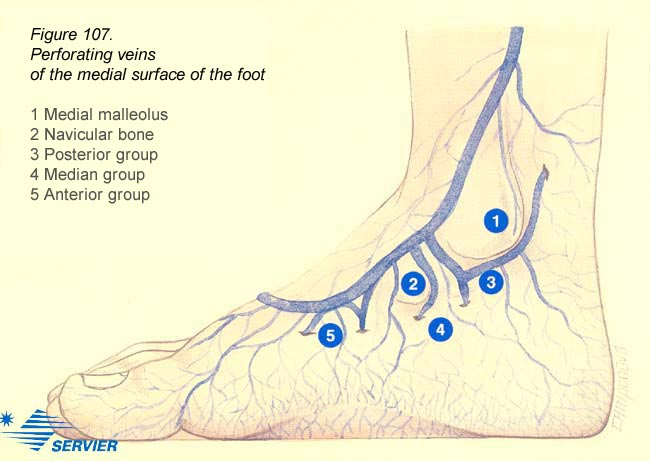 Figure 107.
Perforating veins
of the medial surface of the foot
1 Medial malleolus
2 Navicular bone
3 Posterior group
4 Median group
5 Anterior group
1
2
3
5
4
SERVIER